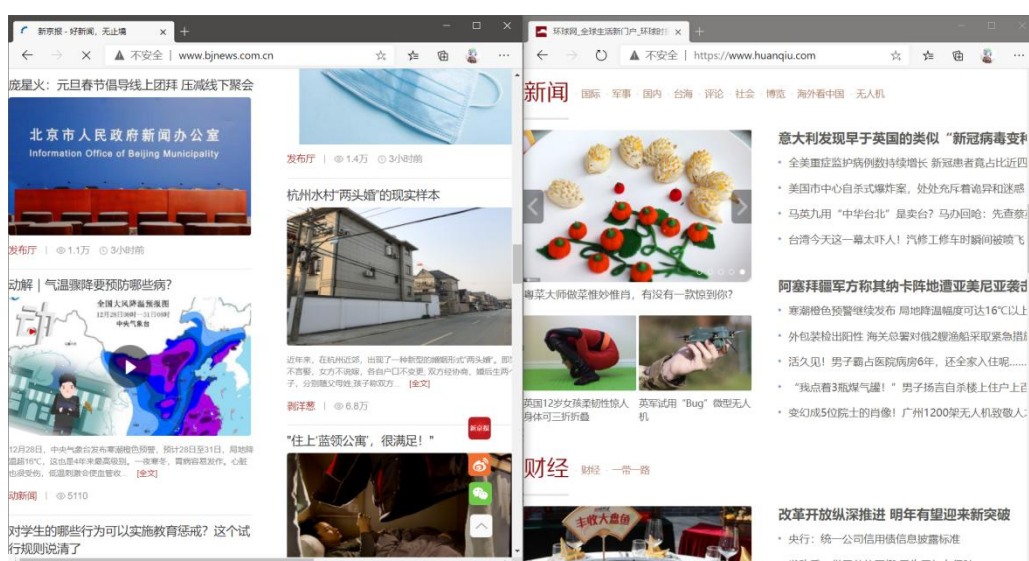 新京报 - 好新闻，无止境
不安全 | www.bjnews.com.cn
庞星火：元旦春节倡导线上团拜 压减线下聚会
北京市人民政府新闻办公室
Information Office of Beijing Municipality
发布厅 | 1.1万 3小时前
动解｜气温骤降要预防哪些病？
全国大风降温预报图
12月28日08时—31日08时
中央气象台
12月28日，中央气象台发布寒潮橙色预警，预计28日至31日，局地降
温超16℃，这也是4年来最高级别。一夜寒冬，胃病容易发作。心脏
也很受伤，低温刺激会使血管收... [全文]
动新闻 | 5110
对学生的哪些行为可以实施教育惩戒？这个试
行规则说清了
发布厅 | 1.4万 3小时前
杭州水村“两头婚”的现实样本
近年来，在杭州近郊，出现了一种新型的婚姻形式“两头婚”。即
不言娶，女方不说嫁，各自户口不变更，双方经协商，婚后生两个
子，分别随父母姓，孩子称双方... [全文]
剥洋葱 | 6.8万
新京报
"住上‘蓝领公寓’，很满足！"
环球网_全球生活新门户_环球时
不安全 | https://www.huanqiu.com
新闻 国际 · 军事 · 国内 · 台海 · 评论 · 社会 · 博览 · 海外看中国 · 无人机
粤菜大师做菜惟妙惟肖，有没有一款惊到你？
英国12岁女孩柔韧性惊人 身体可三折折叠
英军试用“Bug”微型无人机
意大利发现早于英国的类似“新冠病毒变种
全美重症监护病例数持续增长 新冠患者竟占比近四
美国市中心自杀式爆炸案，处处充斥着诡异和迷惑
马英九用“中华台北”是卖台？马办回呛：先查蔡
台湾今天这一幕太吓人！汽修工修车时瞬间被喷飞
阿塞拜疆军方称其纳卡阵地遭亚美尼亚袭击
寒潮橙色预警继续发布 局地降温幅度可达16℃以上
外包装检出阳性 海关总署对俄2艘渔船采取紧急措施
活久见！男子霸占医院病房6年，还全家入住呢......
“我点着3瓶煤气罐！”男子扬言自杀楼上住户上
变幻成5位院士的肖像！广州1200架无人机致敬人
财经 财经 · 一带一路
丰收大盘鱼
改革开放纵深推进 明年有望迎来新突破
央行：统一公司信用债信息披露标准